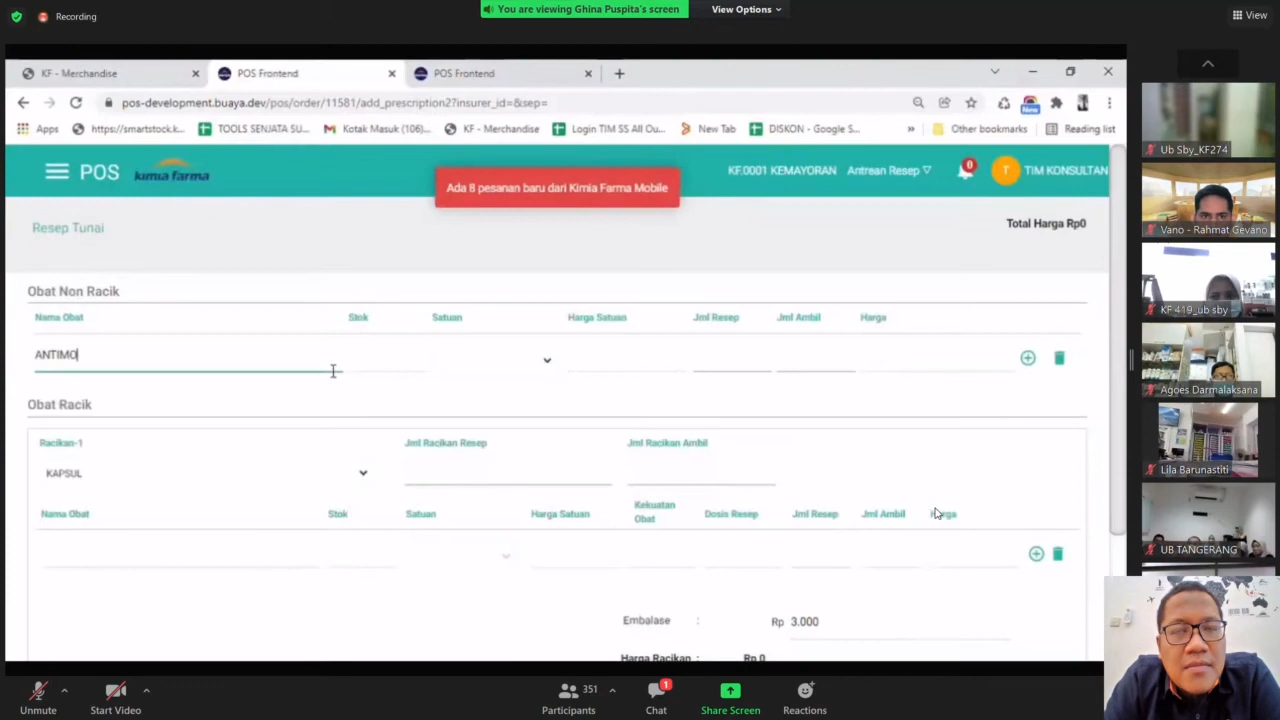 Recording
You are viewing Ghina Puspita's screen
View Options
View
KF - Merchandise
POS Frontend
POS Frontend
pos-development.buaya.dev/pos/order/11581/add_prescription2?insurer_id=&sep=
Apps
https://smartstock.k...
TOOLS SENJATA SU...
Kotak Masuk (106)...
KF - Merchandise
Login TIM SS All Ou...
New Tab
DISKON - Google S...
»
Other bookmarks
Reading list
New
POS
kimia farma
Ada 8 pesanan baru dari Kimia Farma Mobile
KF.0001 KEMAYORAN
Antrean Resep
0
T
TIM KONSULTAN
Resep Tunai
Total Harga Rp0
Obat Non Racik
Nama Obat Stok Satuan Harga Satuan Jml Resep Jml Ambil Harga
ANTIMO
Obat Racik
Racikan-1 Jml Racikan Resep Jml Racikan Ambil
KAPSUL
Nama Obat Stok Satuan Harga Satuan Kekuatan Obat Dosis Resep Jml Resep Jml Ambil Harga
Embalase : Rp 3.000
Harga Racikan : Rp 0
Ub Sby_KF274
Vano - Rahmat Gevano
KF 419_ub sby
Agoes Darmalaksana
Lila Barunastiti
UB TANGERANG
Unmute
Start Video
351
Participants
1
Chat
Share Screen
Reactions